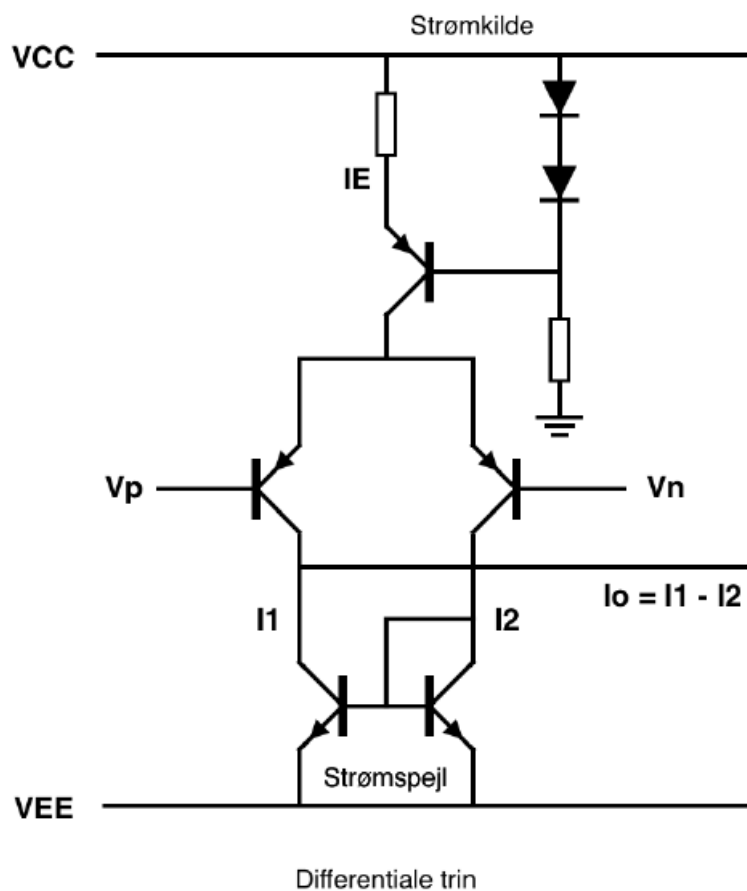 Strømkilde
VCC
IE
Vp
Vn
Io = I1 - I2
I1
I2
Strømspejl
VEE
Differentiale trin